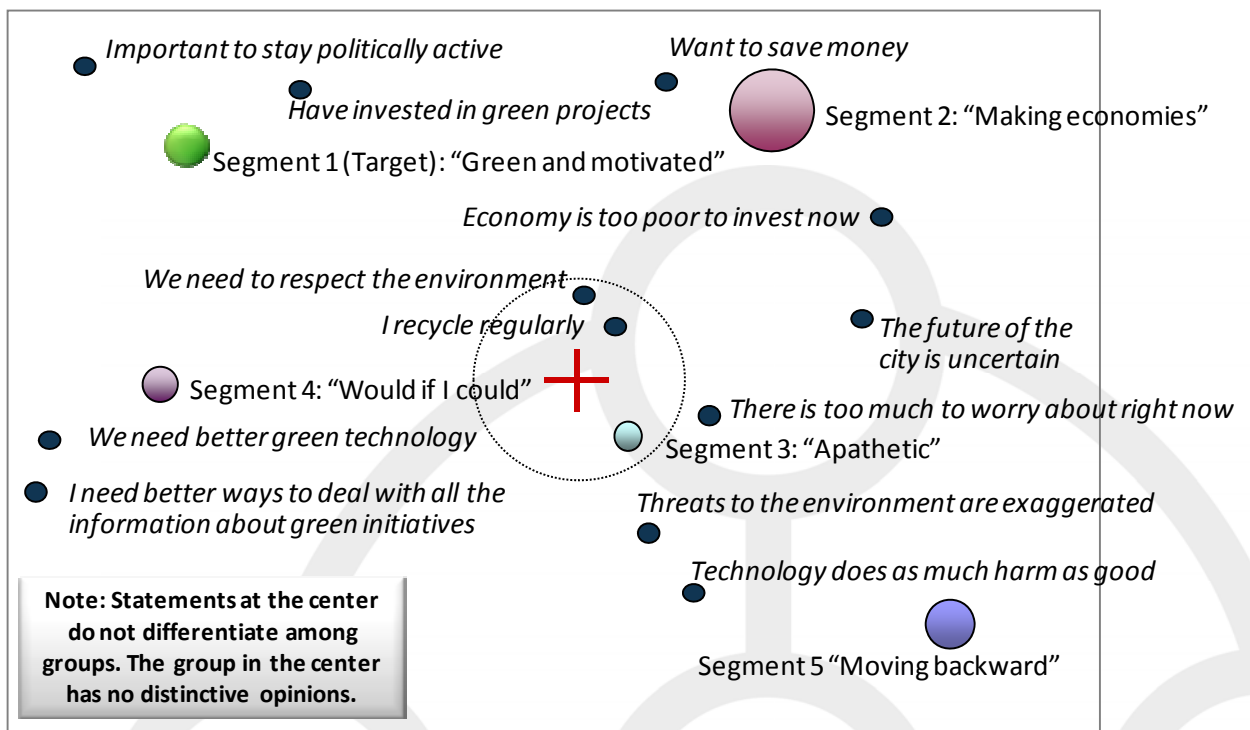 Important to stay politically active
Want to save money
Have invested in green projects
Segment 2: “Making economies”
Segment 1 (Target): “Green and motivated”
Economy is too poor to invest now
We need to respect the environment
I recycle regularly
The future of the
city is uncertain
Segment 4: “Would if I could”
There is too much to worry about right now
We need better green technology
Segment 3: “Apathetic”
I need better ways to deal with all the
information about green initiatives
Threats to the environment are exaggerated
Technology does as much harm as good
Note: Statements at the center
do not differentiate among
groups. The group in the center
has no distinctive opinions.
Segment 5 “Moving backward”